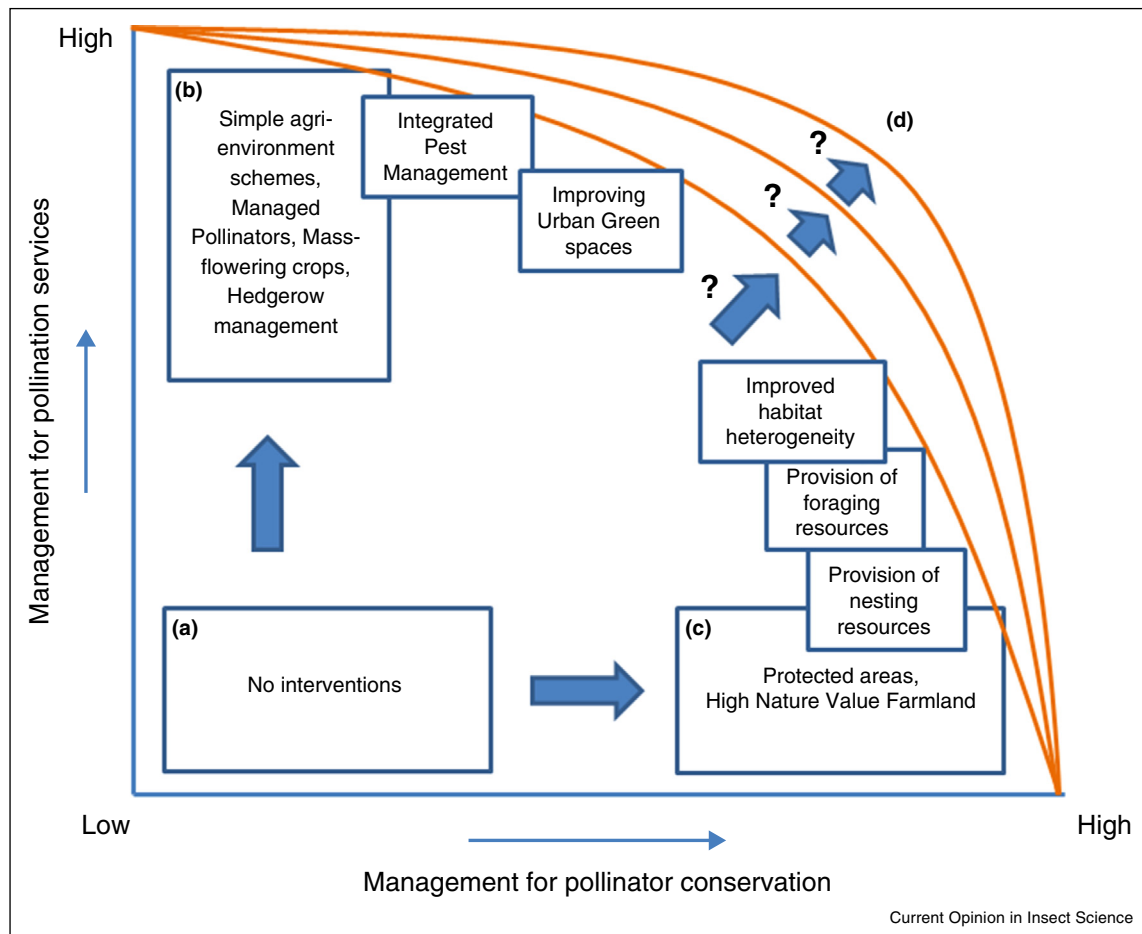 High
(b)
Simple agri-
environment
schemes,
Managed
Pollinators, Mass-
flowering crops,
Hedgerow
management
Integrated
Pest
Management
Improving
Urban Green
spaces
(d)
?
?
?
Improved
habitat
heterogeneity
Provision of
foraging
resources
Provision of
nesting
resources
(a)
No interventions
(c)
Protected areas,
High Nature Value Farmland
Management for pollination services
Low
High
Management for pollinator conservation
Current Opinion in Insect Science